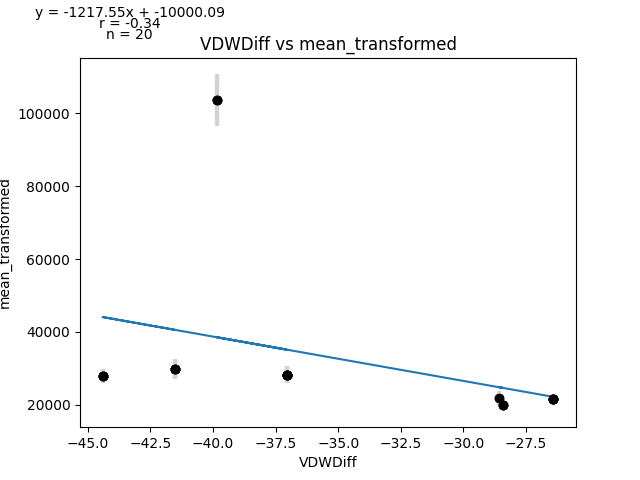 y = -1217.55x + -10000.09
r = -0.34
n = 20
VDWDiff vs mean_transformed
mean_transformed
100000
80000
60000
40000
20000
−45.0 −42.5 −40.0 −37.5 −35.0 −32.5 −30.0 −27.5
VDWDiff